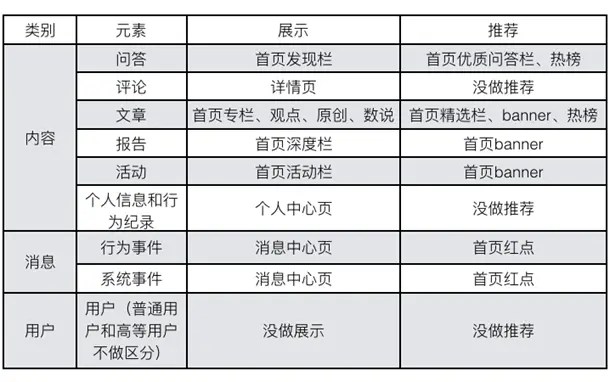 类别 元素 展示 推荐
内容
问答 首页发现栏 首页优质问答栏、热榜
评论 详情页 没做推荐
文章 首页专栏、观点、原创、数说 首页精选栏、banner、热榜
报告 首页深度栏 首页banner
活动 首页活动栏 首页banner
个人信息和行
为纪录 个人中心页 没做推荐
消息
行为事件 消息中心页 首页红点
系统事件 消息中心页 首页红点
用户
用户（普通用
户和高等用户
不做区分） 没做展示 没做推荐